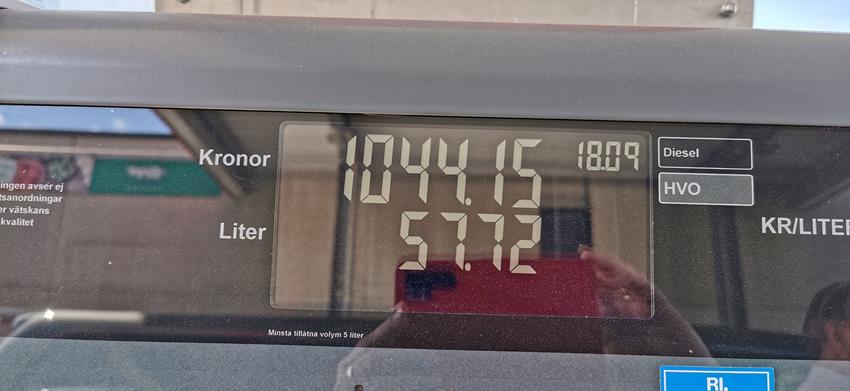 Kronor 1044.15 18.09 Diesel
HVO
Liter 57.72 KR/LITER
ingen avser ej
tsanordningar
er vätskans
kvalitet
Minsta tillåtna volym 5 liter